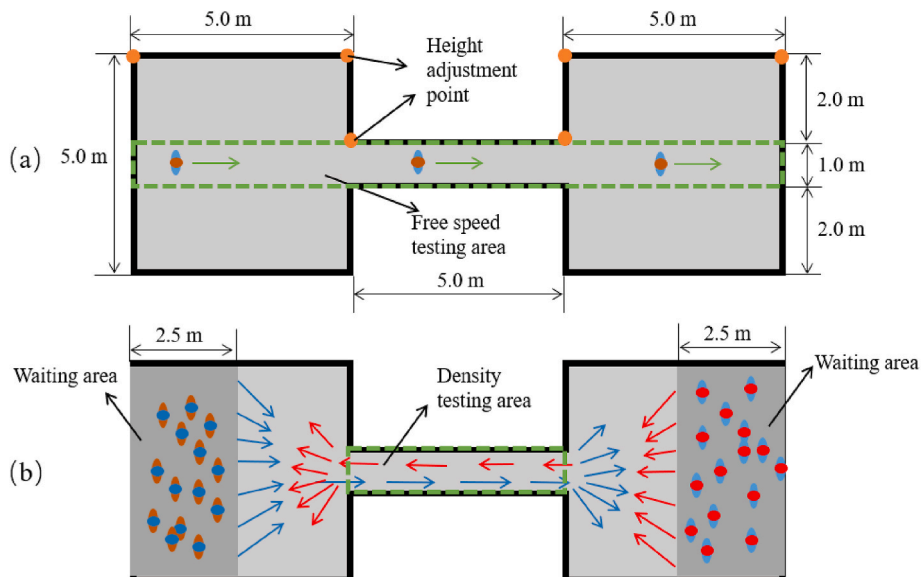 5.0 m
5.0 m
Height
adjustment
point
2.0 m
(a)
5.0 m
1.0 m
Free speed
testing area
2.0 m
5.0 m
2.5 m
2.5 m
Waiting area
Density
testing area
Waiting area
(b)